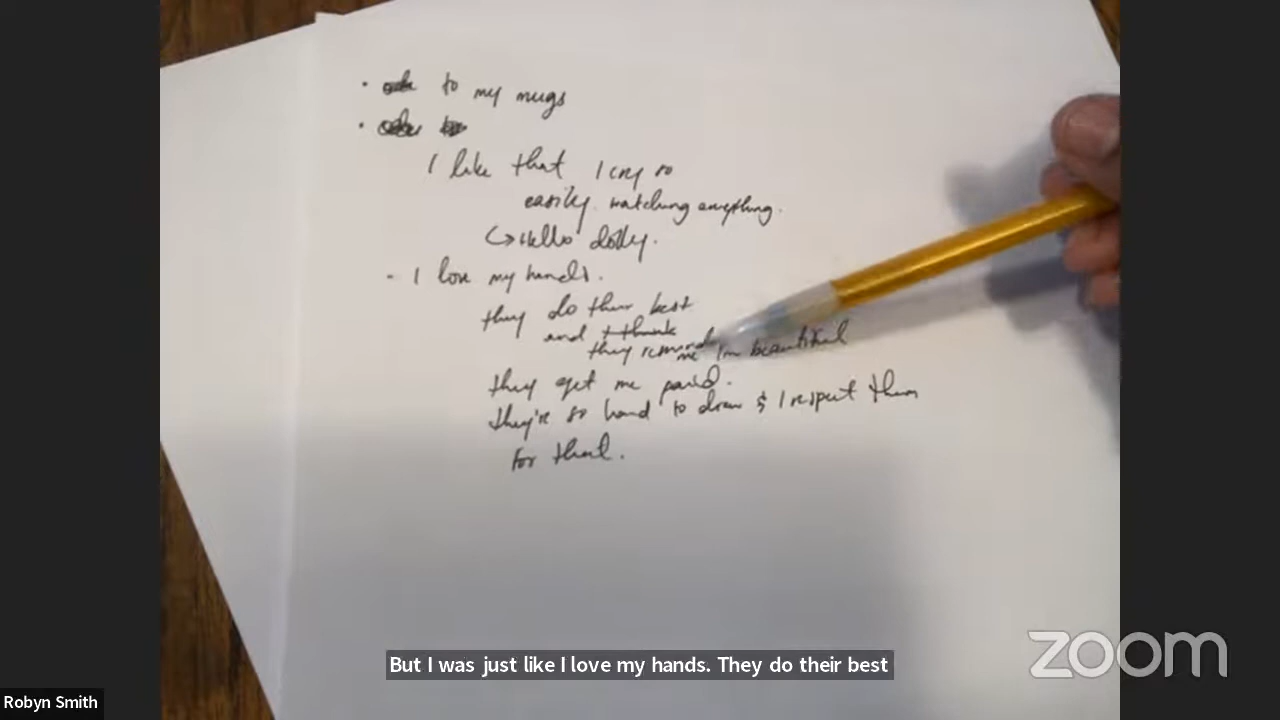 • to my mugs
•
I like that I cry so
easily. watching anything.
↳ Hello dolly.
- I love my hands.
they do their best
and I think
they remind me I'm beautiful
they get me paid.
they're so hard to draw & I respect them
for that.
But I was just like I love my hands. They do their best
zoom
Robyn Smith